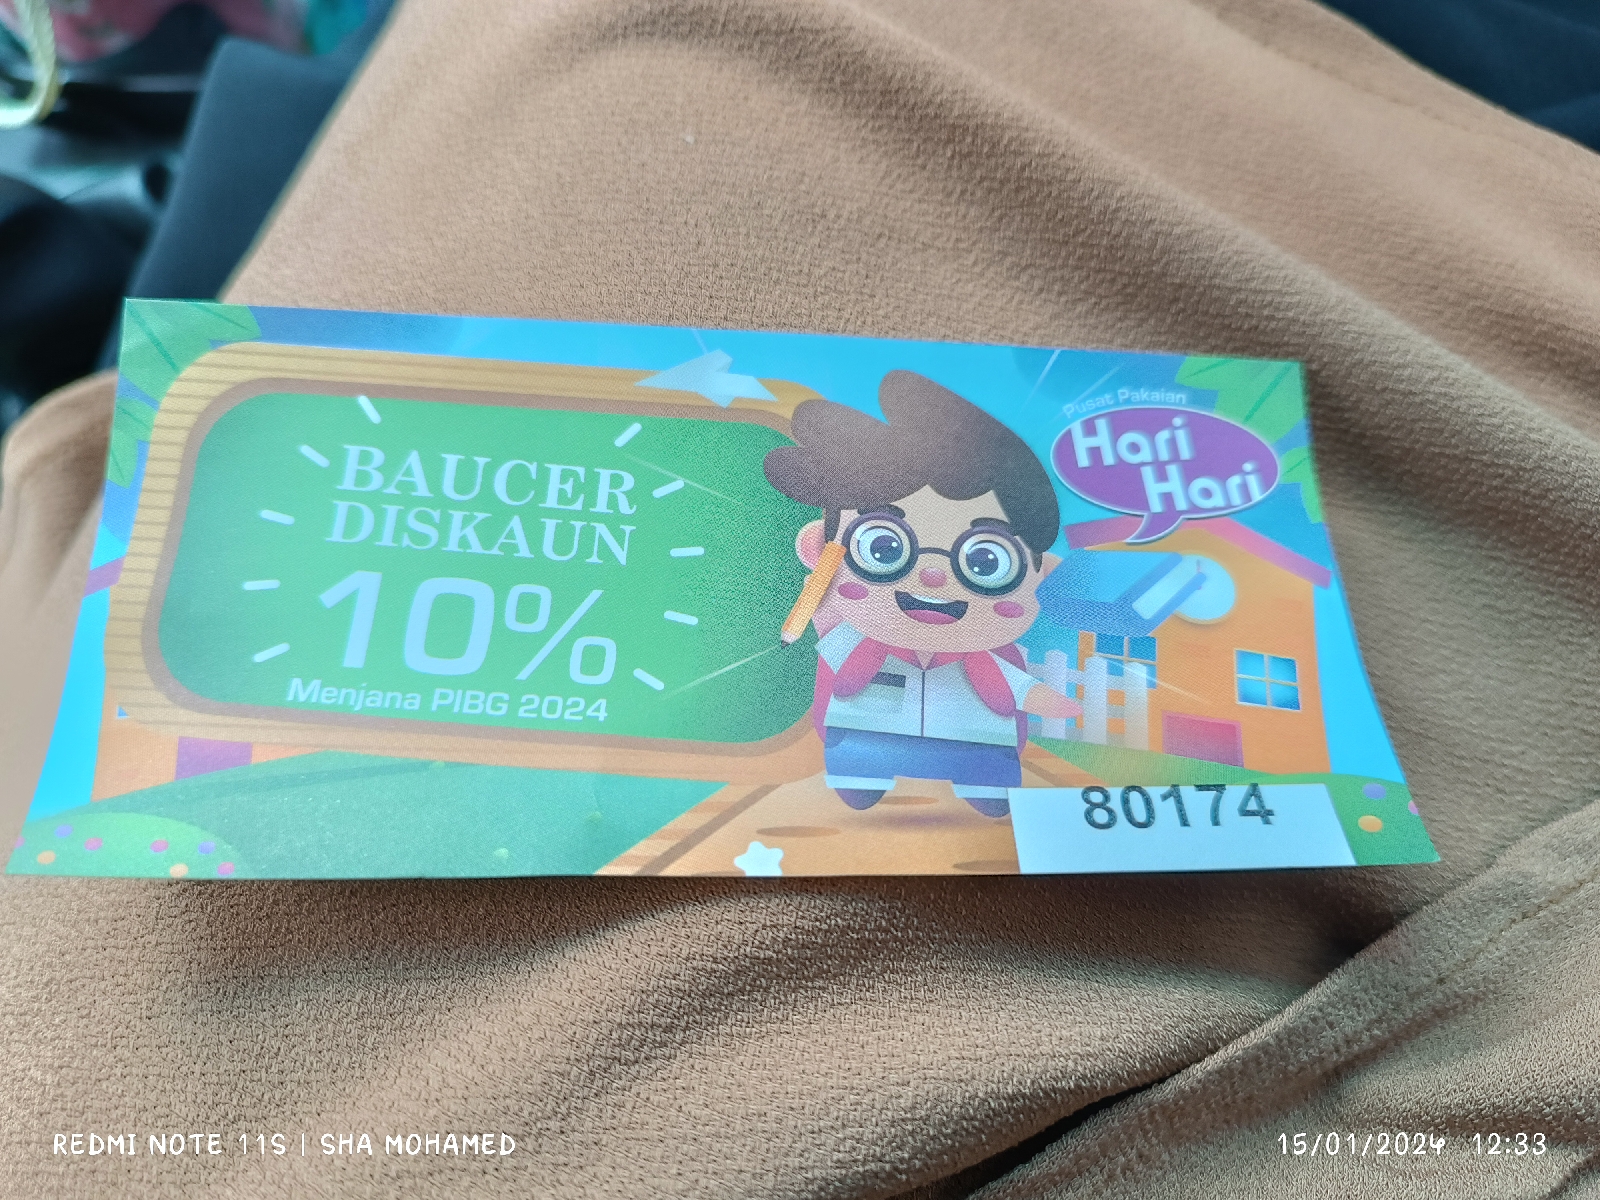 BAUCER
DISKAUN
10%
Menjana PIBG 2024
Pusat Pakaian
Hari
Hari
80174
REDMI NOTE 11S | SHA MOHAMED
15/01/2024 12:33